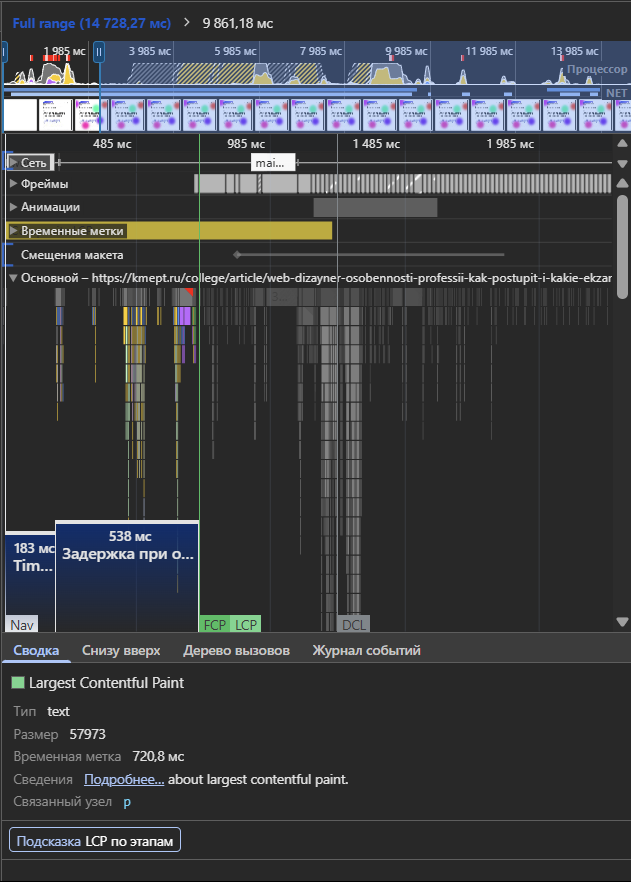 Full range (14 728,27 мс) > 9 861,18 мс
1 985 мс 3 985 мс 5 985 мс 7 985 мс 9 985 мс 11 985 мс 13 985 мс
Процессор
NET
485 мс 985 мс 1 485 мс 1 985 мс
Сеть mai...
Фреймы
Анимации
Временные метки
Смещения макета
Основной – https://kmept.ru/college/article/web-dizayner-osobennosti-professii-kak-postupit-i-kakie-ekzar
З...
538 мс
183 мс Задержка при о...
Tim...
Nav FCP LCP DCL
Сводка Снизу вверх Дерево вызовов Журнал событий
Largest Contentful Paint
Тип text
Размер 57973
Временная метка 720,8 мс
Сведения Подробнее... about largest contentful paint.
Связанный узел p
Подсказка LCP по этапам